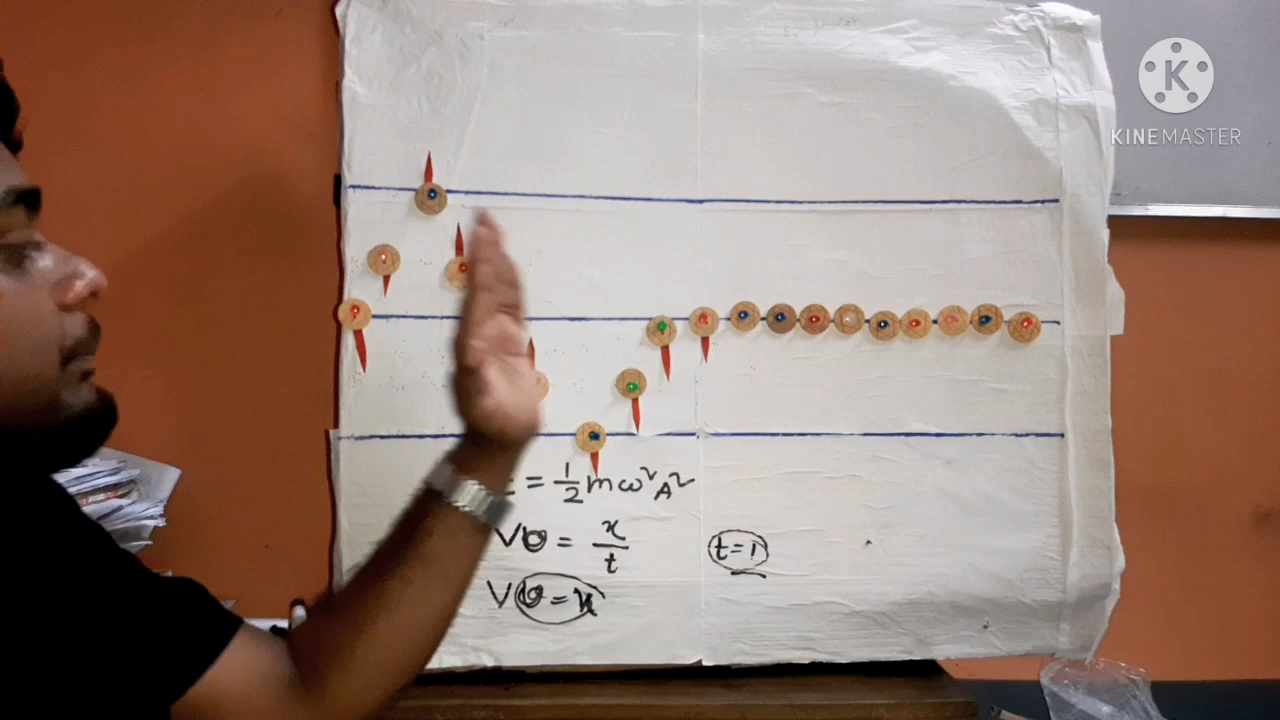 KINEMASTER
= 1/2 mω²A²
V = x/t
t=1
V = x